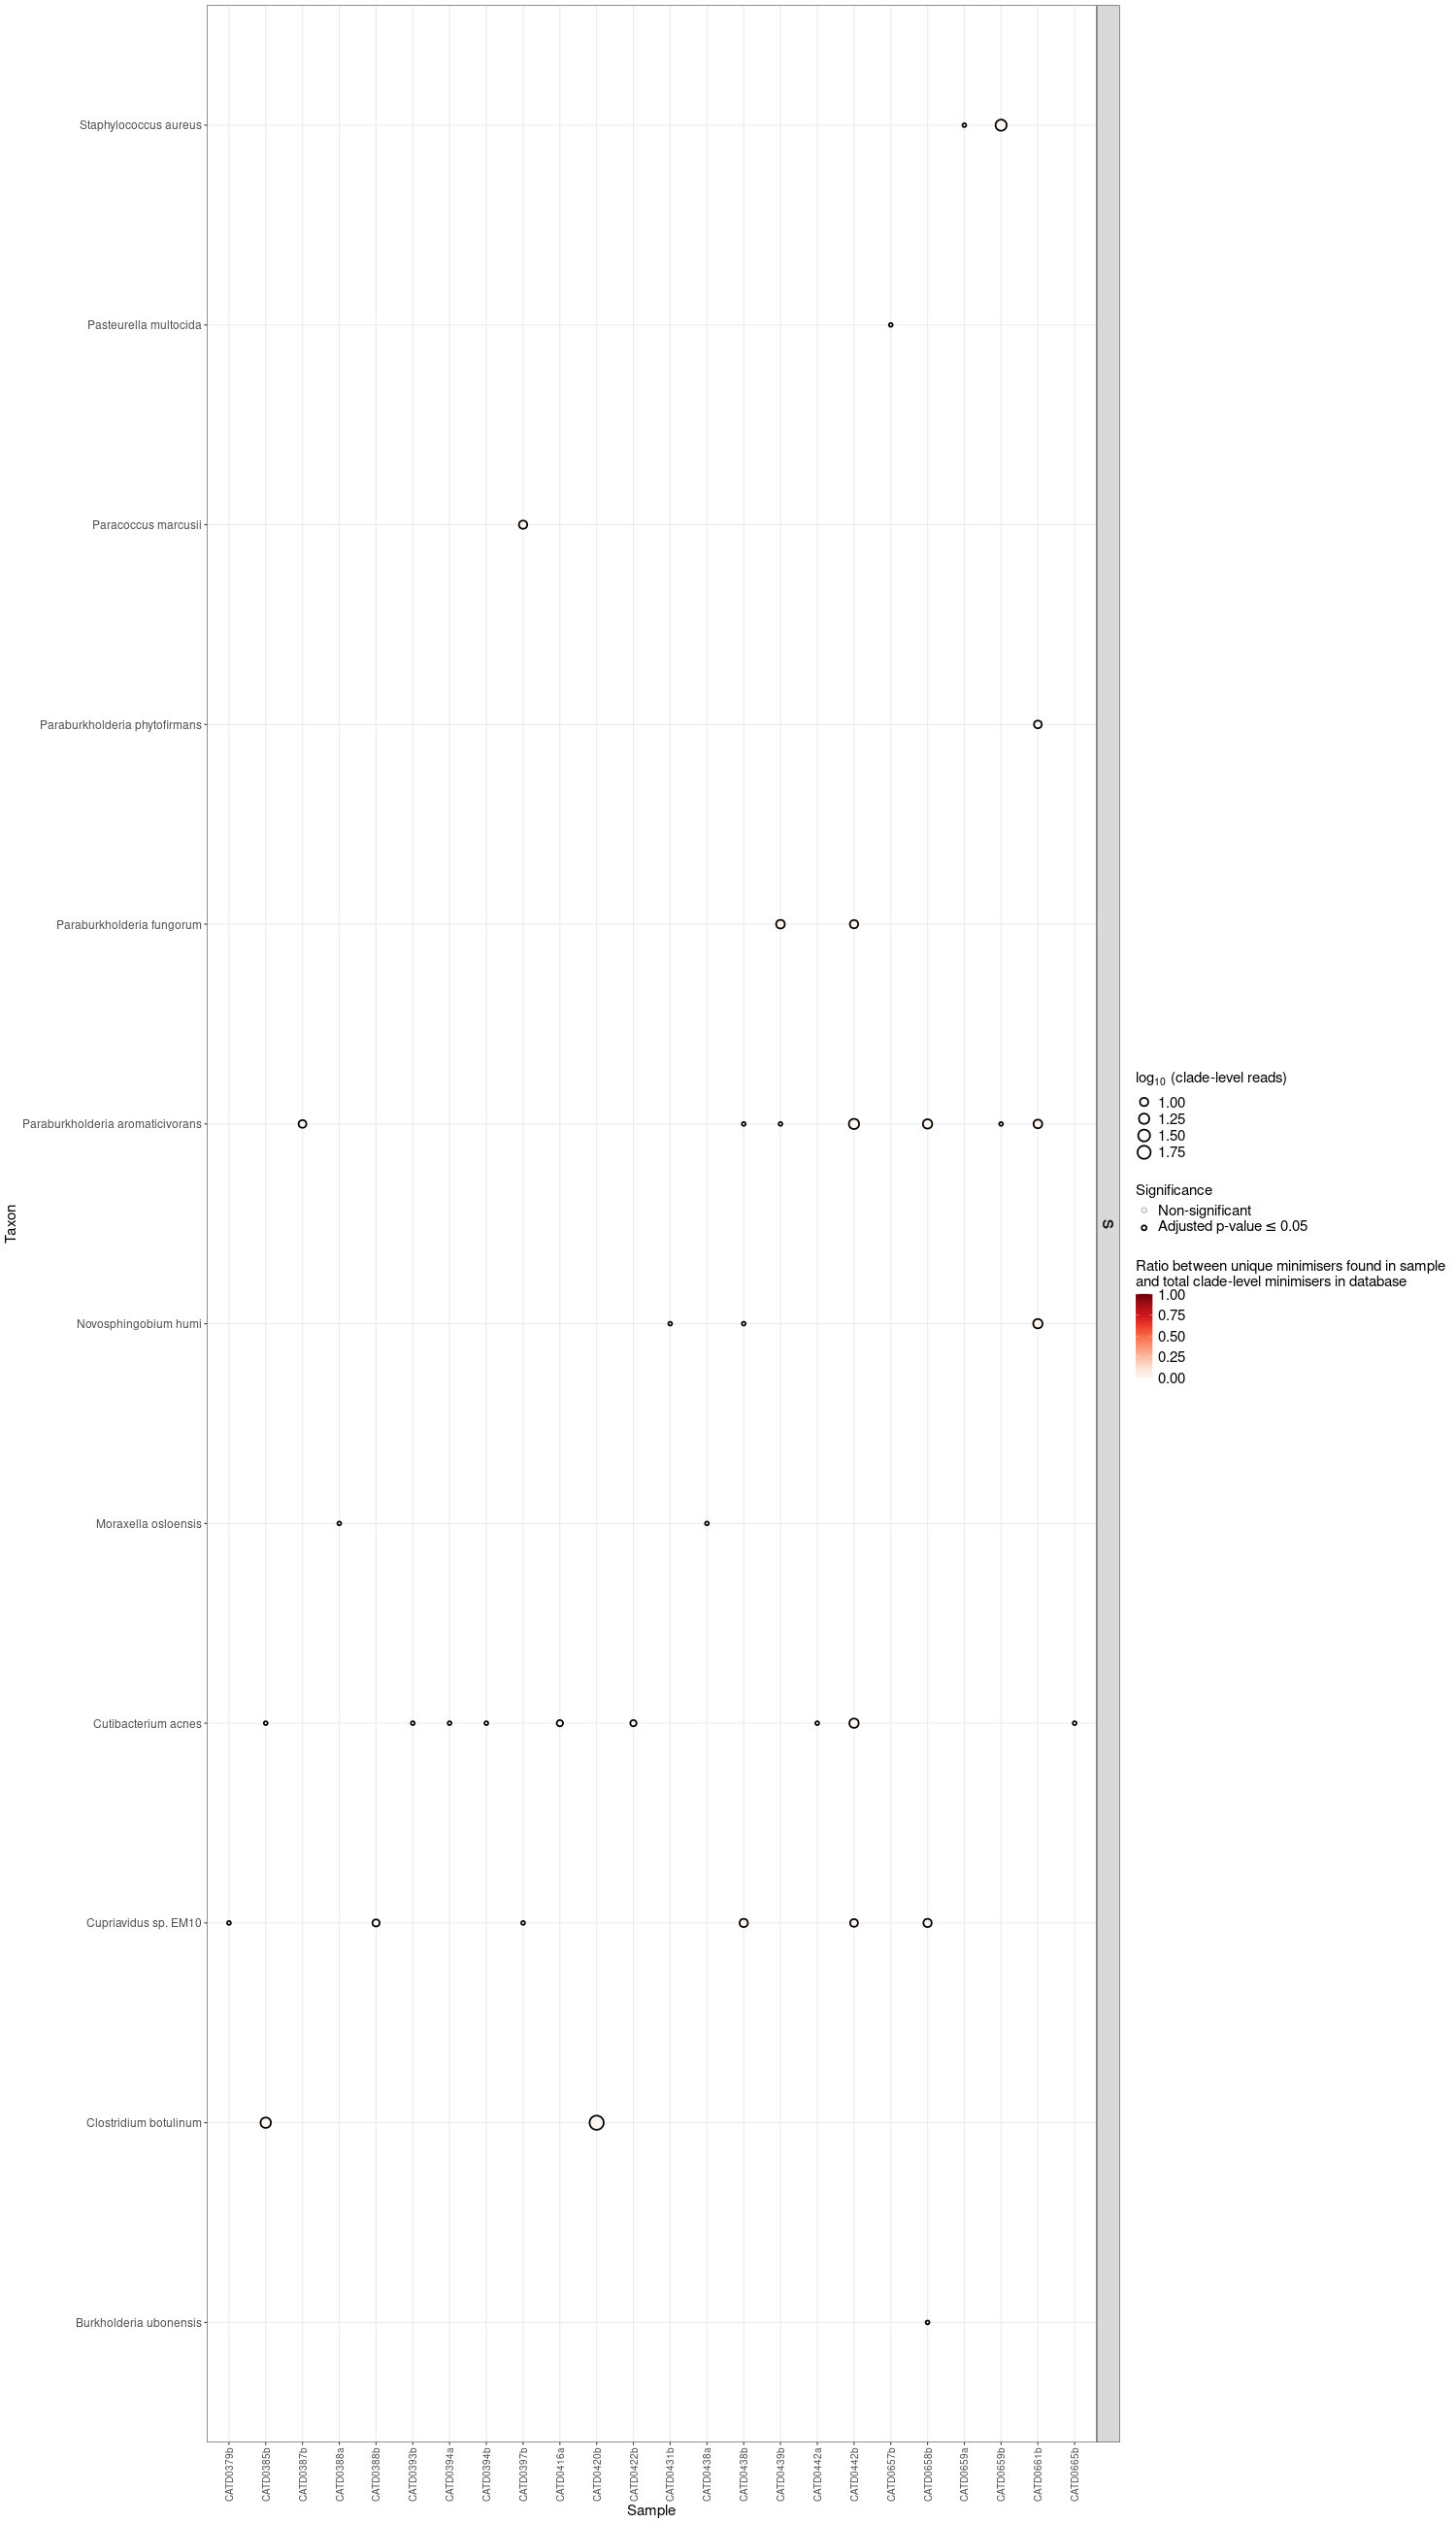 Staphylococcus aureus
Pasteurella multocida
Paracoccus marcusii
Paraburkholderia phytofirmans
Paraburkholderia fungorum
Paraburkholderia aromaticivorans
Novosphingobium humi
Moraxella osloensis
Cutibacterium acnes
Cupriavidus sp. EM10
Clostridium botulinum
Burkholderia ubonensis
Taxon
S
CATD0379b
CATD0385b
CATD0387b
CATD0388a
CATD0388b
CATD0393b
CATD0394a
CATD0394b
CATD0397b
CATD0416a
CATD0420b
CATD0422b
CATD0431b
CATD0438a
CATD0438b
CATD0439b
CATD0442a
CATD0442b
CATD0657b
CATD0658b
CATD0659a
CATD0659b
CATD0661b
CATD0665b
Sample
log10 (clade-level reads)
1.00
1.25
1.50
1.75
Significance
Non-significant
Adjusted p-value ≤ 0.05
Ratio between unique minimisers found in sample
and total clade-level minimisers in database
1.00
0.75
0.50
0.25
0.00